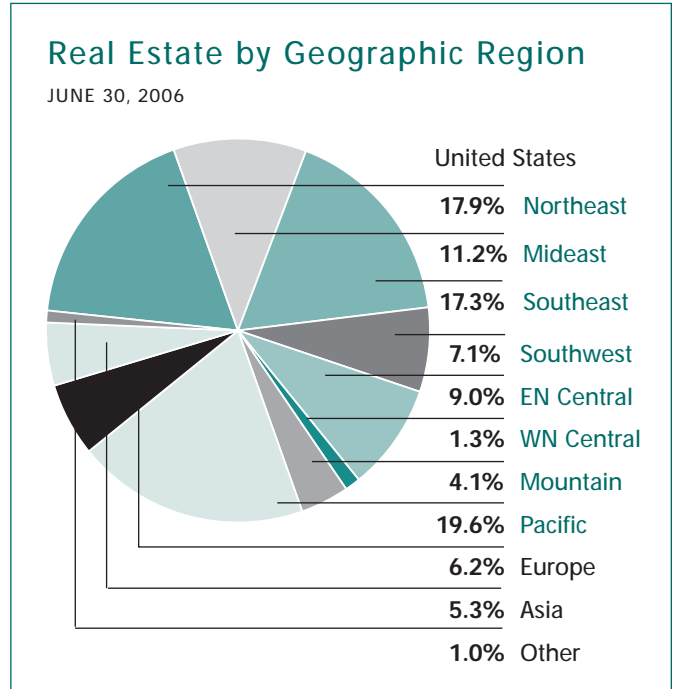 Real Estate by Geographic Region
JUNE 30, 2006
United States
17.9% Northeast
11.2% Mideast
17.3% Southeast
7.1% Southwest
9.0% EN Central
1.3% WN Central
4.1% Mountain
19.6% Pacific
6.2% Europe
5.3% Asia
1.0% Other